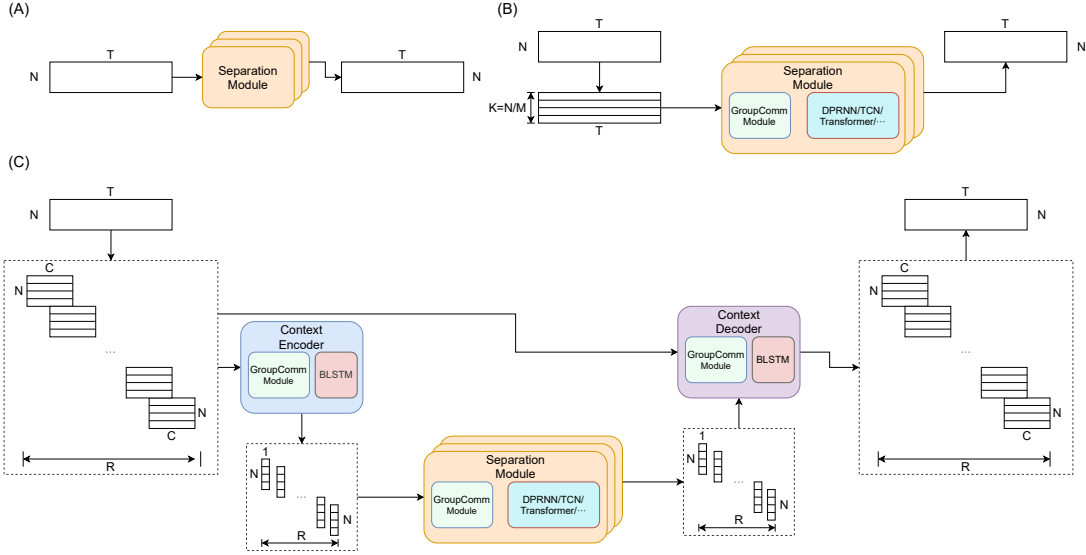 (A)
T
N
Separation
Module
T
N
(B)
T
N
K=N/M
T
Separation
Module
GroupComm
Module
DPRNN/TCN/
Transformer/···
T
N
(C)
T
N
C
N
...
N
C
R
Context
Encoder
GroupComm
Module
BLSTM
1
N
...
N
R
Separation
Module
GroupComm
Module
DPRNN/TCN/
Transformer/···
1
N
...
N
R
Context
Decoder
GroupComm
Module
BLSTM
T
N
C
N
...
N
C
R